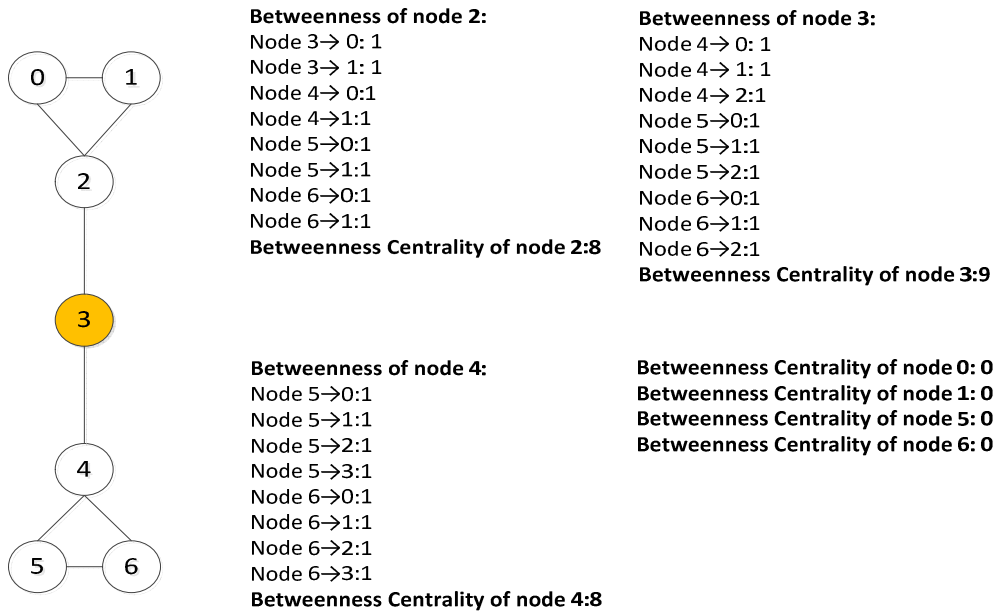 0
1
2
3
4
5
6
Betweenness of node 2:
Node 3→ 0: 1
Node 3→ 1: 1
Node 4→ 0:1
Node 4→1:1
Node 5→0:1
Node 5→1:1
Node 6→0:1
Node 6→1:1
Betweenness Centrality of node 2:8
Betweenness of node 3:
Node 4→ 0: 1
Node 4→ 1: 1
Node 4→ 2:1
Node 5→0:1
Node 5→1:1
Node 5→2:1
Node 6→0:1
Node 6→1:1
Node 6→2:1
Betweenness Centrality of node 3:9
Betweenness of node 4:
Node 5→0:1
Node 5→1:1
Node 5→2:1
Node 5→3:1
Node 6→0:1
Node 6→1:1
Node 6→2:1
Node 6→3:1
Betweenness Centrality of node 4:8
Betweenness Centrality of node 0: 0
Betweenness Centrality of node 1: 0
Betweenness Centrality of node 5: 0
Betweenness Centrality of node 6: 0